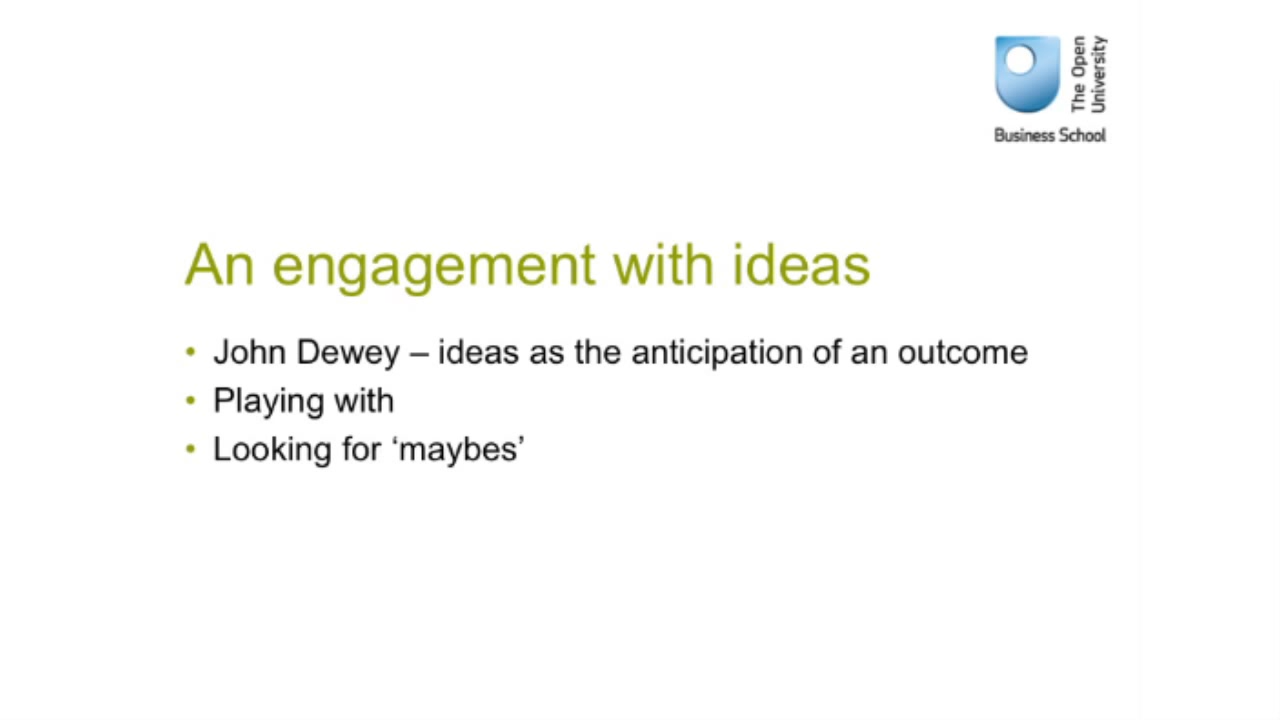 The Open
University
Business School
An engagement with ideas
• John Dewey – ideas as the anticipation of an outcome
• Playing with
• Looking for ‘maybes’